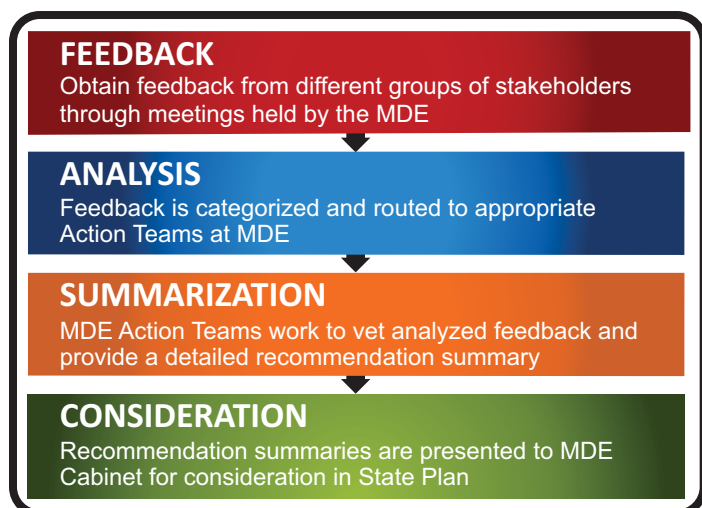 FEEDBACK
Obtain feedback from different groups of stakeholders
through meetings held by the MDE
ANALYSIS
Feedback is categorized and routed to appropriate
Action Teams at MDE
SUMMARIZATION
MDE Action Teams work to vet analyzed feedback and
provide a detailed recommendation summary
CONSIDERATION
Recommendation summaries are presented to MDE
Cabinet for consideration in State Plan